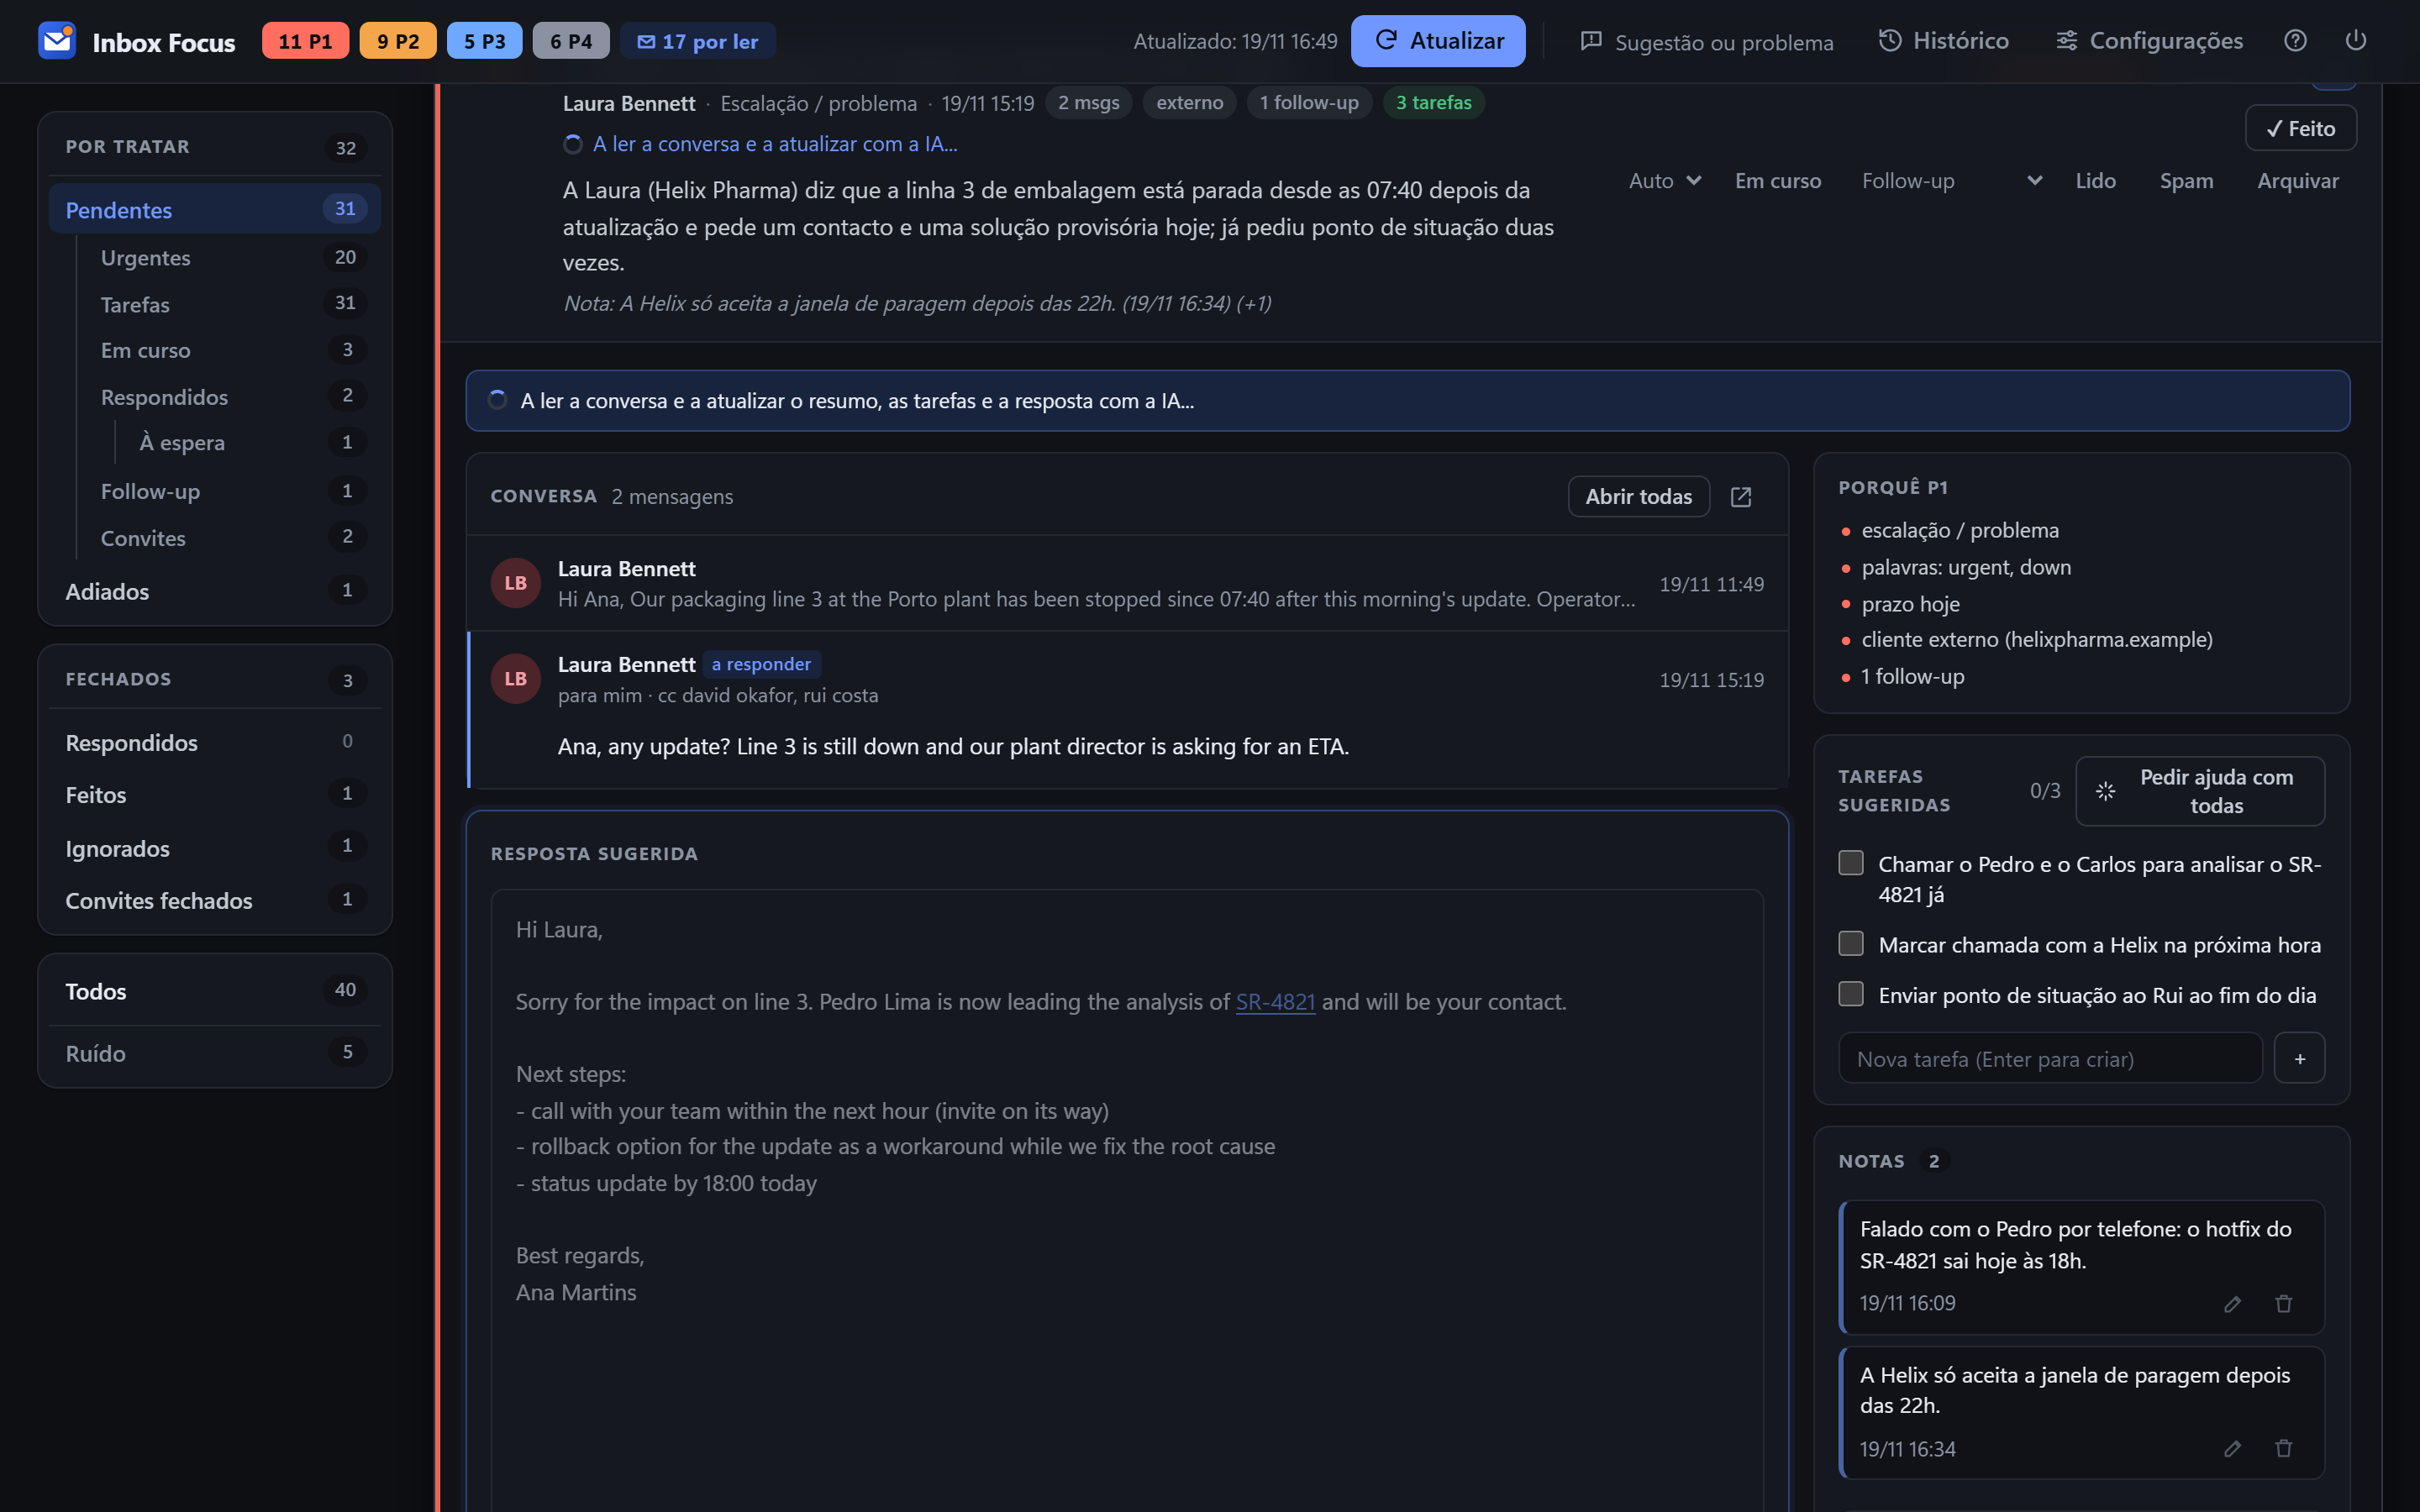 Inbox Focus
11 P1
9 P2
5 P3
6 P4
17 por ler
Atualizado: 19/11 16:49
Atualizar
Sugestão ou problema
Histórico
Configurações
POR TRATAR 32
Pendentes 31
Urgentes 20
Tarefas 31
Em curso 3
Respondidos 2
À espera 1
Follow-up 1
Convites 2
Adiados 1
FECHADOS 3
Respondidos 0
Feitos 1
Ignorados 1
Convites fechados 1
Todos 40
Ruído 5
Laura Bennett · Escalação / problema · 19/11 15:19 2 msgs externo 1 follow-up 3 tarefas
✓ Feito
A ler a conversa e a atualizar com a IA...
Auto Em curso Follow-up Lido Spam Arquivar
A Laura (Helix Pharma) diz que a linha 3 de embalagem está parada desde as 07:40 depois da
atualização e pede um contacto e uma solução provisória hoje; já pediu ponto de situação duas
vezes.
Nota: A Helix só aceita a janela de paragem depois das 22h. (19/11 16:34) (+1)
A ler a conversa e a atualizar o resumo, as tarefas e a resposta com a IA...
CONVERSA 2 mensagens
Abrir todas
LB
Laura Bennett
Hi Ana, Our packaging line 3 at the Porto plant has been stopped since 07:40 after this morning's update. Operator...
19/11 11:49
LB
Laura Bennett a responder
para mim · cc david okafor, rui costa
19/11 15:19
Ana, any update? Line 3 is still down and our plant director is asking for an ETA.
RESPOSTA SUGERIDA
Hi Laura,
Sorry for the impact on line 3. Pedro Lima is now leading the analysis of SR-4821 and will be your contact.
Next steps:
- call with your team within the next hour (invite on its way)
- rollback option for the update as a workaround while we fix the root cause
- status update by 18:00 today
Best regards,
Ana Martins
PORQUÊ P1
escalação / problema
palavras: urgent, down
prazo hoje
cliente externo (helixpharma.example)
1 follow-up
TAREFAS
SUGERIDAS
0/3
Pedir ajuda com
todas
Chamar o Pedro e o Carlos para analisar o SR-
4821 já
Marcar chamada com a Helix na próxima hora
Enviar ponto de situação ao Rui ao fim do dia
Nova tarefa (Enter para criar)
+
NOTAS 2
Falado com o Pedro por telefone: o hotfix do
SR-4821 sai hoje às 18h.
19/11 16:09
A Helix só aceita a janela de paragem depois
das 22h.
19/11 16:34